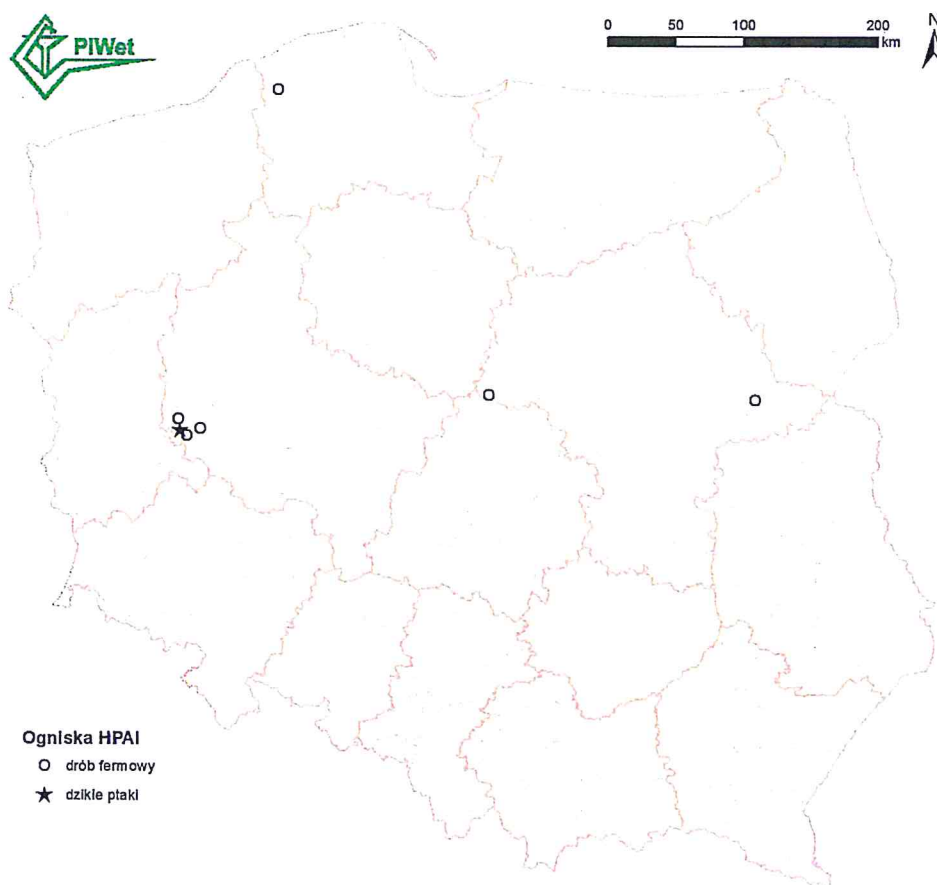 PIWet
0 50 100 200
km
N
Ogniska HPAI
drób fermowy
dzikie ptaki